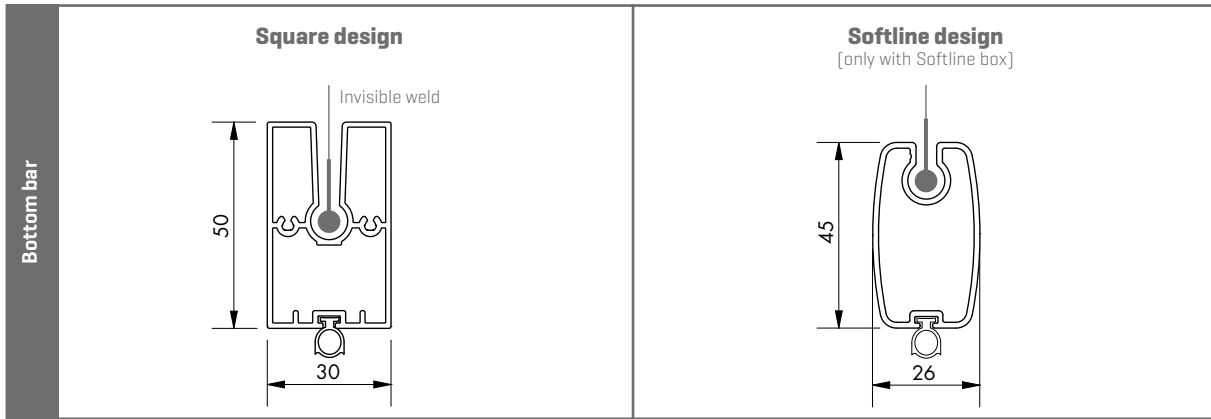 Bottom bar
Square design
Invisible weld
50
30
Softline design
(only with Softline box)
45
26